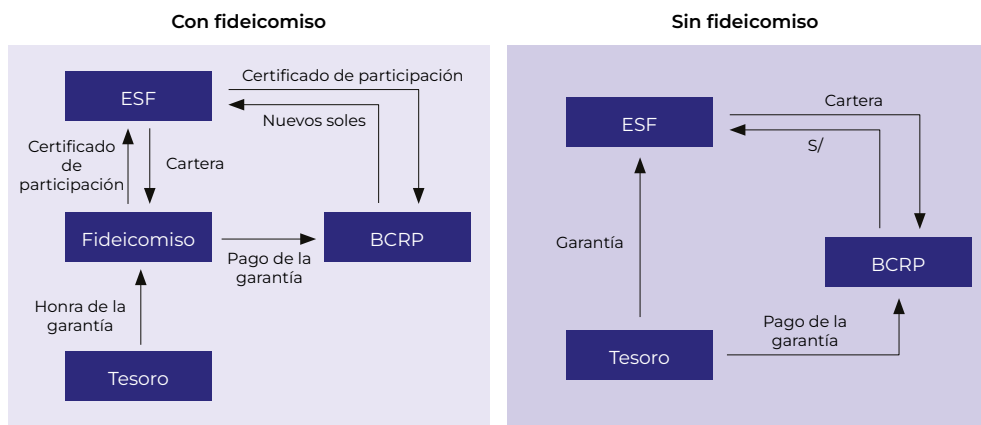 Con fideicomiso
Certificado de participación
ESF
Nuevos soles
Certificado
de
participación
Cartera
Fideicomiso
BCRP
Pago de la
garantía
Honra de la
garantía
Tesoro
Sin fideicomiso
Cartera
ESF
S/
Garantía
BCRP
Pago de la
garantía
Tesoro